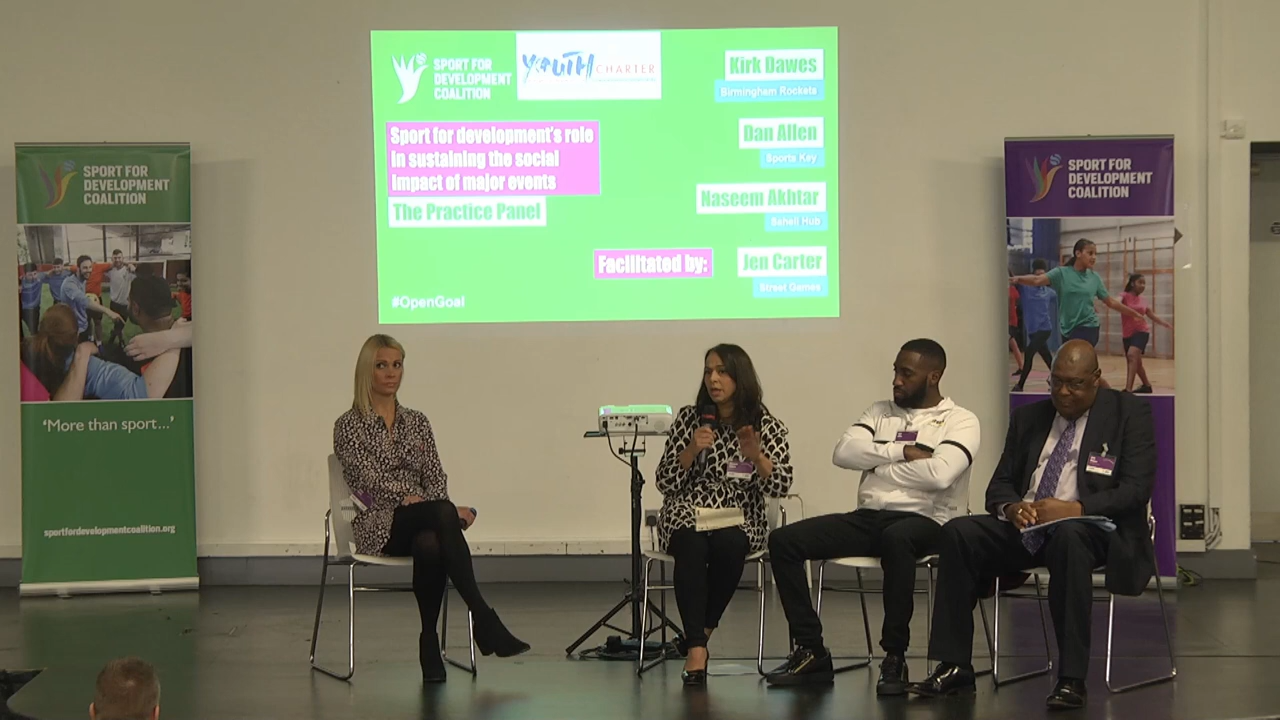 SPORT FOR
DEVELOPMENT
COALITION
'More than sport...'
sportfordevelopmentcoalition.org
SPORT FOR
DEVELOPMENT
COALITION
YOUTH CHARTER
Sport for development's role
in sustaining the social
impact of major events
The Practice Panel
#OpenGoal
Kirk Dawes
Birmingham Rockets
Dan Allen
Sports Key
Naseem Akhtar
Saheli Hub
Facilitated by:
Jen Carter
Street Games
SPORT FOR
DEVELOPMENT
COALITION